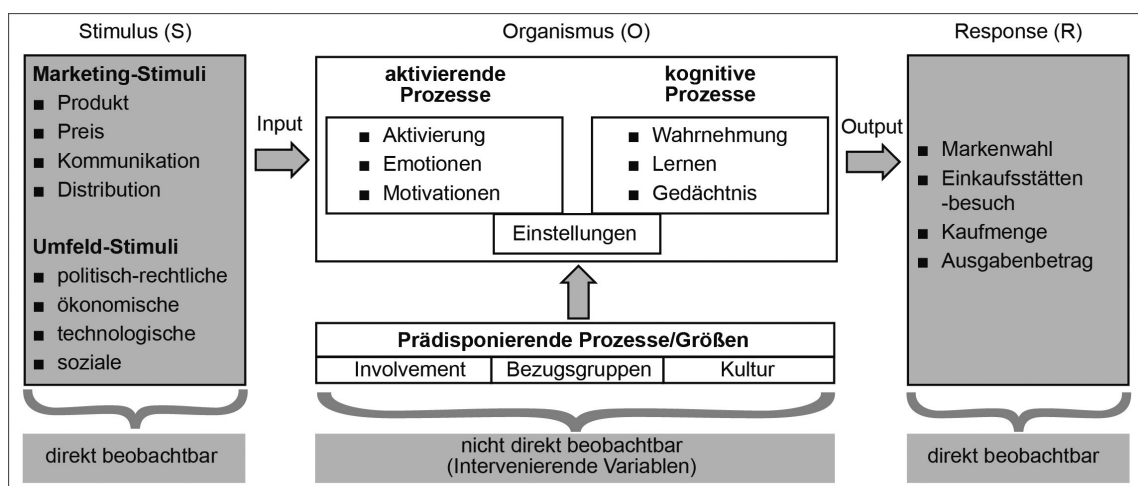 Stimulus (S)
Marketing-Stimuli
■ Produkt
■ Preis
■ Kommunikation
■ Distribution
Umfeld-Stimuli
■ politisch-rechtliche
■ ökonomische
■ technologische
■ soziale
direkt beobachtbar
Input
Organismus (O)
aktivierende
Prozesse
■ Aktivierung
■ Emotionen
■ Motivationen
kognitive
Prozesse
■ Wahrnehmung
■ Lernen
■ Gedächtnis
Einstellungen
Prädisponierende Prozesse/Größen
Involvement
Bezugsgruppen
Kultur
nicht direkt beobachtbar
(Intervenierende Variablen)
Output
Response (R)
■ Markenwahl
■ Einkaufsstätten
-besuch
■ Kaufmenge
■ Ausgabenbetrag
direkt beobachtbar